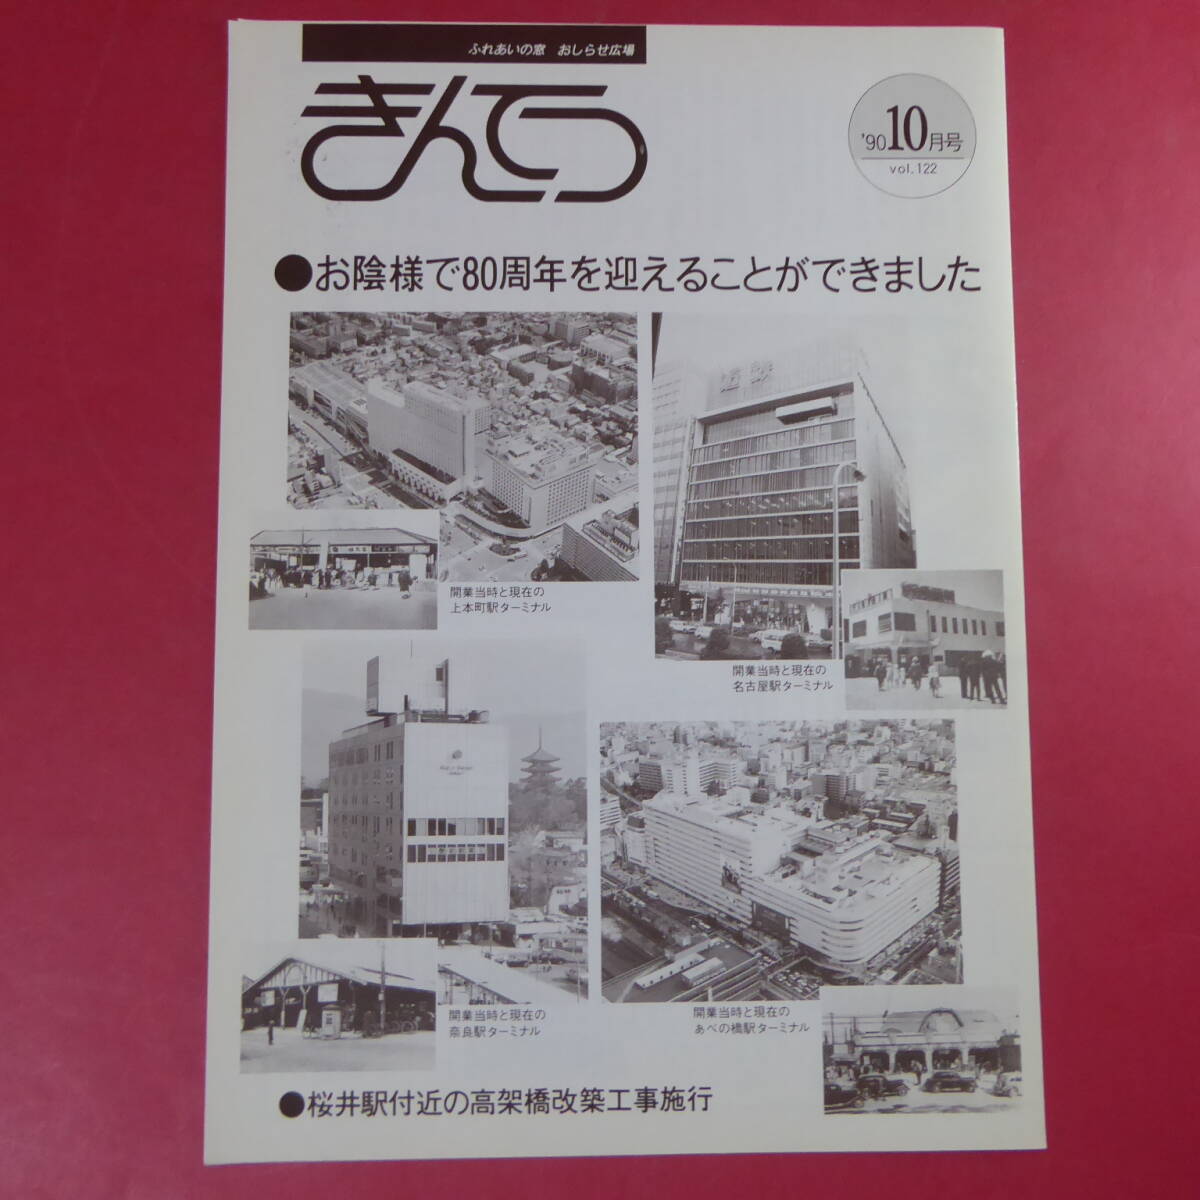 ふれあいの窓 おしらせ広場
きんてつ
'90 10月号
vol.122
●お陰様で80周年を迎えることができました
近鉄
開業当時と現在の
上本町駅ターミナル
開業当時と現在の
名古屋駅ターミナル
開業当時と現在の
奈良駅ターミナル
開業当時と現在の
あべの橋駅ターミナル
●桜井駅付近の高架橋改築工事施行